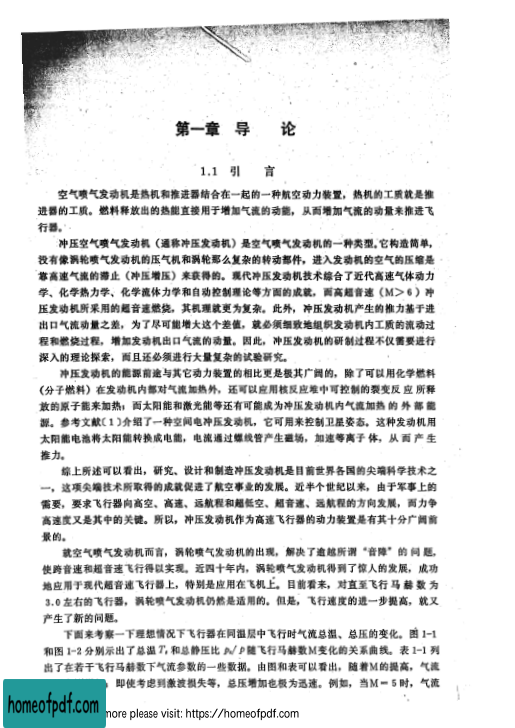 第一章 导 论
1.1 引 言
空气喷气发动机是热机和推进器结合在一起的一种航空动力装置，热机的工质就是推
进器的工质。燃料释放出的热能直接用于增加气流的动能，从而增加气流的动量来推进飞
行器。
冲压空气喷气发动机（通称冲压发动机）是空气喷气发动机的一种类型。它构造简单，
没有像涡轮喷气发动机的压气机和涡轮那么复杂的转动部件，进入发动机的空气的压缩是
靠高速气流的滞止（冲压增压）来获得的。现代冲压发动机技术综合了近代高速气体动力
学、化学热力学、化学流体力学和自动控制理论等方面的成就，而高超音速（M＞6）冲
压发动机所采用的超音速燃烧，其机理就更为复杂。此外，冲压发动机产生的推力基于进
出口气流动量之差，为了尽可能增大这个差值，就必须细致地组织发动机内工质的流动过
程和燃烧过程，增加发动机出口气流的动量。因此，冲压发动机的研制过程不仅需要进行
深入的理论探索，而且还必须进行大量复杂的试验研究。
冲压发动机的能源前途与其它动力装置的相比更是极其广阔的，除了可以用化学燃料
（分子燃料）在发动机内部对气流加热外，还可以应用核反应堆中可控制的裂变反应所释
放的原子能来加热；而太阳能和激光能等还有可能成为冲压发动机内气流加热的外部能
源。参考文献〔1〕介绍了一种空间电冲压发动机，它可用来控制卫星姿态。这种发动机用
太阳能电池将太阳能转换成电能，电流通过螺线管产生磁场，加速等离子体，从而产生
推力。
综上所述可以看出，研究、设计和制造冲压发动机是目前世界各国的尖端科学技术之
一，这项尖端技术所取得的成就促进了航空事业的发展。近半个世纪以来，由于军事上的
需要，要求飞行器向高空、高速、远航程和超低空、超音速、远航程的方向发展，而力争
高速度又是其中的关键。所以，冲压发动机作为高速飞行器的动力装置是有其十分广阔前
景的。
就空气喷气发动机而言，涡轮喷气发动机的出现，解决了逾越所谓“音障”的问题，
使跨音速和超音速飞行得以实现。近四十年内，涡轮喷气发动机得到了惊人的发展，成功
地应用于现代超音速飞行器上，特别是应用在飞机上。目前看来，对直至飞行马赫数为
3.0左右的飞行器，涡轮喷气发动机仍然是适用的。但是，飞行速度的进一步提高，就又
产生了新的问题。
下面来考察一下理想情况下飞行器在同温层中飞行时气流总温、总压的变化。图 1-1
和图 1-2 分别示出了总温T₀和总静压比 p₀/p 随飞行马赫数M变化的关系曲线。表 1-1 列
出了在若干飞行马赫数下气流参数的一些数据。由图和表可以看出，随着M的提高，气流
；即使考虑到激波损失等，总压增加也极为迅速。例如，当M＝5时，气流
homeofpdf.com
more please visit: https://homeofpdf.com
homeofpdf.com